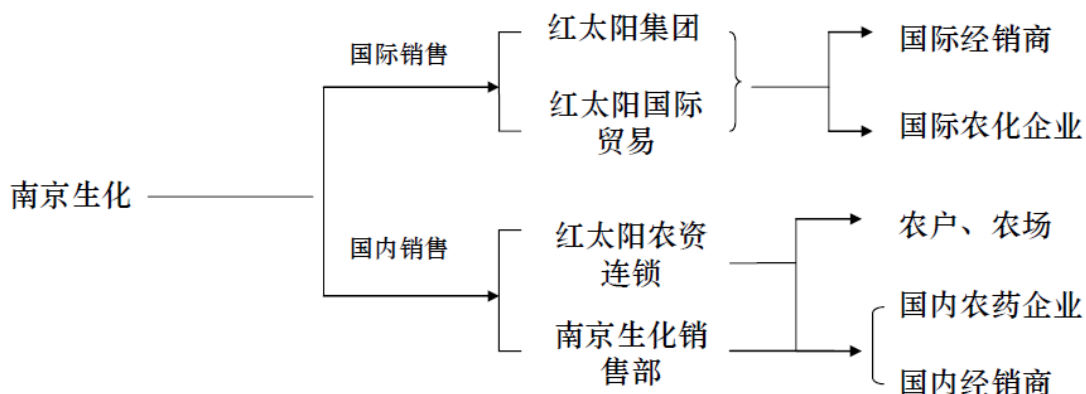 南京生化
国际销售
红太阳集团
红太阳国际
贸易
国际经销商
国际农化企业
国内销售
红太阳农资
连锁
南京生化销
售部
农户、农场
国内农药企业
国内经销商